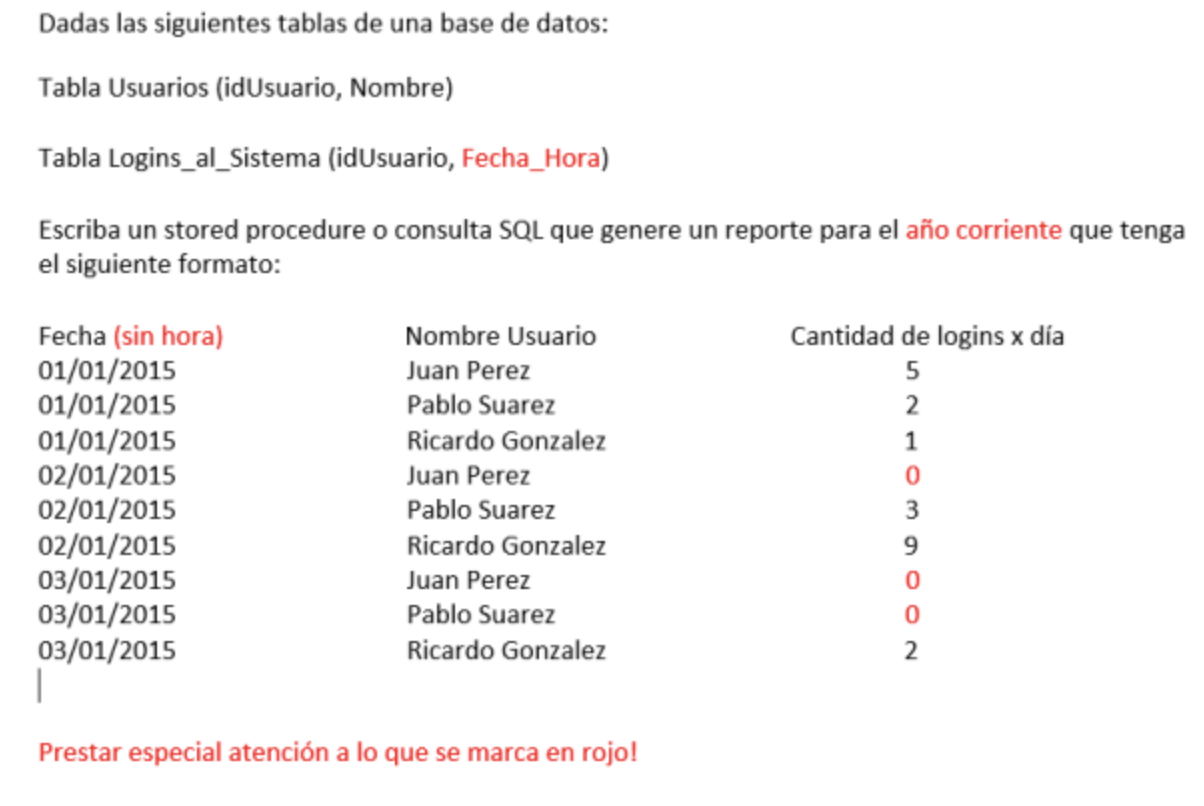 Dadas las siguientes tablas de una base de datos:
Tabla Usuarios (idUsuario, Nombre)
Tabla Logins_al_Sistema (idUsuario, Fecha_Hora)
Escriba un stored procedure o consulta SQL que genere un reporte para el año corriente que tenga
el siguiente formato:
Fecha (sin hora) Nombre Usuario Cantidad de logins x día
01/01/2015 Juan Perez 5
01/01/2015 Pablo Suarez 2
01/01/2015 Ricardo Gonzalez 1
02/01/2015 Juan Perez 0
02/01/2015 Pablo Suarez 3
02/01/2015 Ricardo Gonzalez 9
03/01/2015 Juan Perez 0
03/01/2015 Pablo Suarez 0
03/01/2015 Ricardo Gonzalez 2
Prestar especial atención a lo que se marca en rojo!